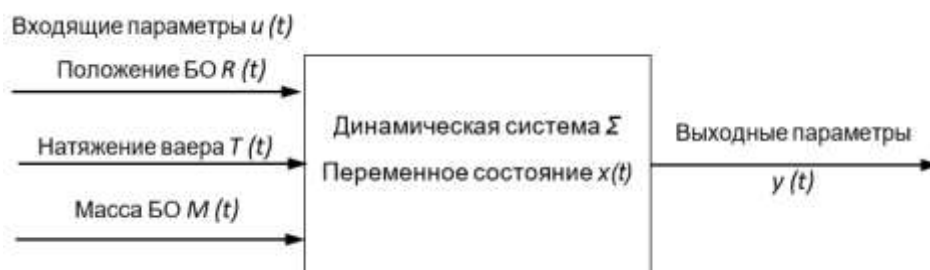 Входящие параметры u (t)
Положение БО R (t)
Натяжение ваера T (t)
Масса БО M (t)
Динамическая система Σ
Переменное состояние x(t)
Выходные параметры
y (t)